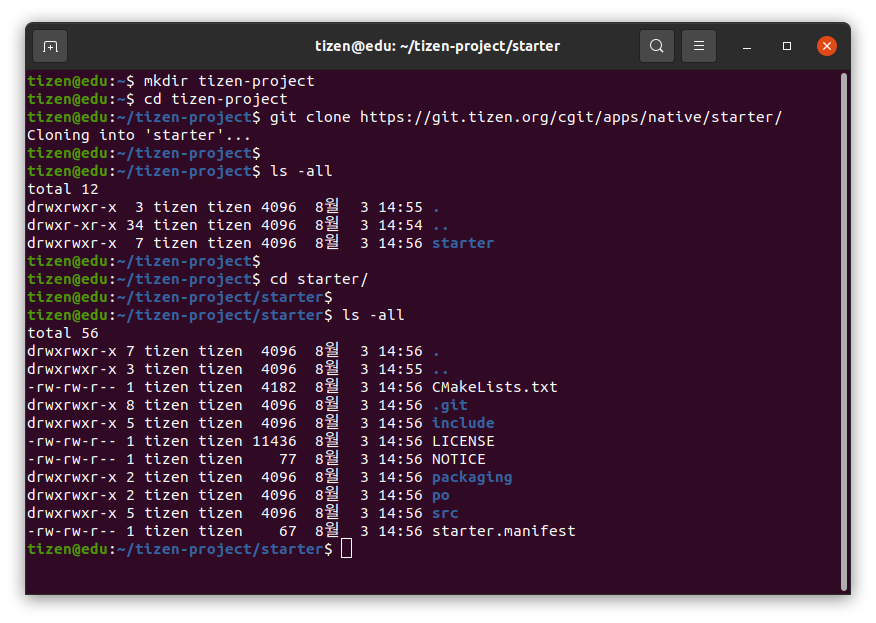 tizen@edu: ~/tizen-project/starter
tizen@edu:~$ mkdir tizen-project
tizen@edu:~$ cd tizen-project
tizen@edu:~/tizen-project$ git clone https://git.tizen.org/cgit/apps/native/starter/
Cloning into 'starter'...
tizen@edu:~/tizen-project$
tizen@edu:~/tizen-project$ ls -all
total 12
drwxrwxr-x  3 tizen tizen 4096  8월  3 14:55 .
drwxr-xr-x 34 tizen tizen 4096  8월  3 14:54 ..
drwxrwxr-x  7 tizen tizen 4096  8월  3 14:56 starter
tizen@edu:~/tizen-project$
tizen@edu:~/tizen-project$ cd starter/
tizen@edu:~/tizen-project/starter$
tizen@edu:~/tizen-project/starter$ ls -all
total 56
drwxrwxr-x 7 tizen tizen  4096  8월  3 14:56 .
drwxrwxr-x 3 tizen tizen  4096  8월  3 14:55 ..
-rw-rw-r-- 1 tizen tizen  4182  8월  3 14:56 CMakeLists.txt
drwxrwxr-x 8 tizen tizen  4096  8월  3 14:56 .git
drwxrwxr-x 5 tizen tizen  4096  8월  3 14:56 include
-rw-rw-r-- 1 tizen tizen 11436  8월  3 14:56 LICENSE
-rw-rw-r-- 1 tizen tizen    77  8월  3 14:56 NOTICE
drwxrwxr-x 2 tizen tizen  4096  8월  3 14:56 packaging
drwxrwxr-x 2 tizen tizen  4096  8월  3 14:56 po
drwxrwxr-x 5 tizen tizen  4096  8월  3 14:56 src
-rw-rw-r-- 1 tizen tizen    67  8월  3 14:56 starter.manifest
tizen@edu:~/tizen-project/starter$